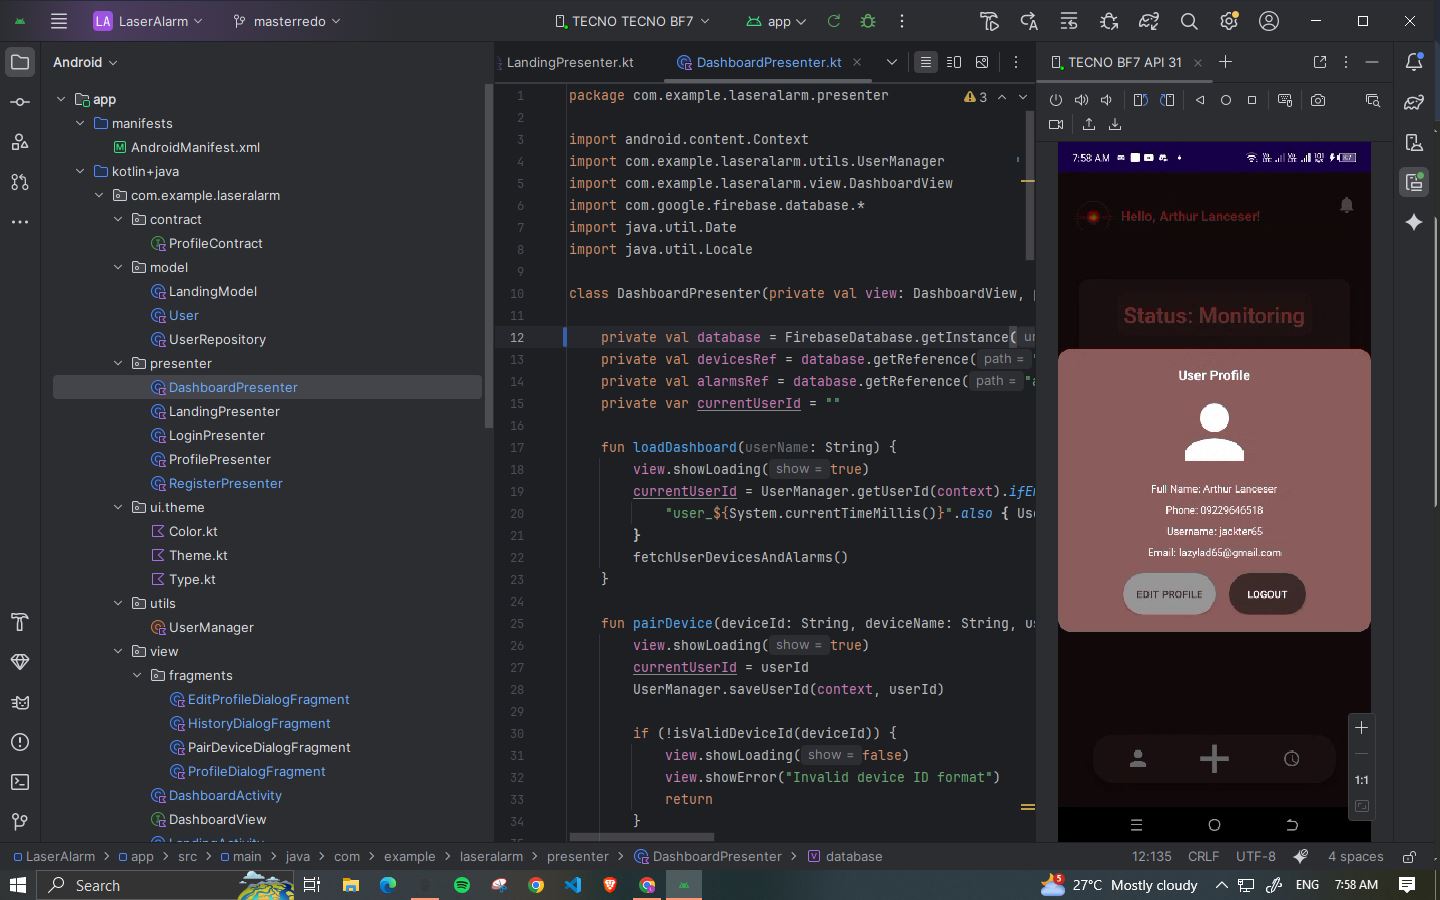 LA LaserAlarm
masterredo
TECNO TECNO BF7
app
Android
LandingPresenter.kt
DashboardPresenter.kt
TECNO BF7 API 31
app
manifests
AndroidManifest.xml
kotlin+java
com.example.laseralarm
contract
ProfileContract
model
LandingModel
User
UserRepository
presenter
DashboardPresenter
LandingPresenter
LoginPresenter
ProfilePresenter
RegisterPresenter
ui.theme
Color.kt
Theme.kt
Type.kt
utils
UserManager
view
fragments
EditProfileDialogFragment
HistoryDialogFragment
PairDeviceDialogFragment
ProfileDialogFragment
DashboardActivity
DashboardView
LandingActivity
3
1 package com.example.laseralarm.presenter
2
3 import android.content.Context
4 import com.example.laseralarm.utils.UserManager
5 import com.example.laseralarm.view.DashboardView
6 import com.google.firebase.database.*
7 import java.util.Date
8 import java.util.Locale
9
10 class DashboardPresenter(private val view: DashboardView, p
11
12 private val database = FirebaseDatabase.getInstance( ur
13 private val devicesRef = database.getReference( path = "
14 private val alarmsRef = database.getReference( path = "a
15 private var currentUserId = ""
16
17 fun loadDashboard(userName: String) {
18 view.showLoading( show = true)
19 currentUserId = UserManager.getUserId(context).ifEm
20 "user_${System.currentTimeMillis()}".also { Use
21 }
22 fetchUserDevicesAndAlarms()
23 }
24
25 fun pairDevice(deviceId: String, deviceName: String, us
26 view.showLoading( show = true)
27 currentUserId = userId
28 UserManager.saveUserId(context, userId)
29
30 if (!isValidDeviceId(deviceId)) {
31 view.showLoading( show = false)
32 view.showError("Invalid device ID format")
33 return
34 }
7:58 AM
Hello, Arthur Lanceser!
Status: Monitoring
User Profile
Full Name: Arthur Lanceser
Phone: 09229646518
Username: jackter65
Email: lazylad65@gmail.com
EDIT PROFILE
LOGOUT
1:1
LaserAlarm > app > src > main > java > com > example > laseralarm > presenter > DashboardPresenter > database
12:135 CRLF UTF-8 4 spaces
Search
5
27°C Mostly cloudy
ENG
7:58 AM